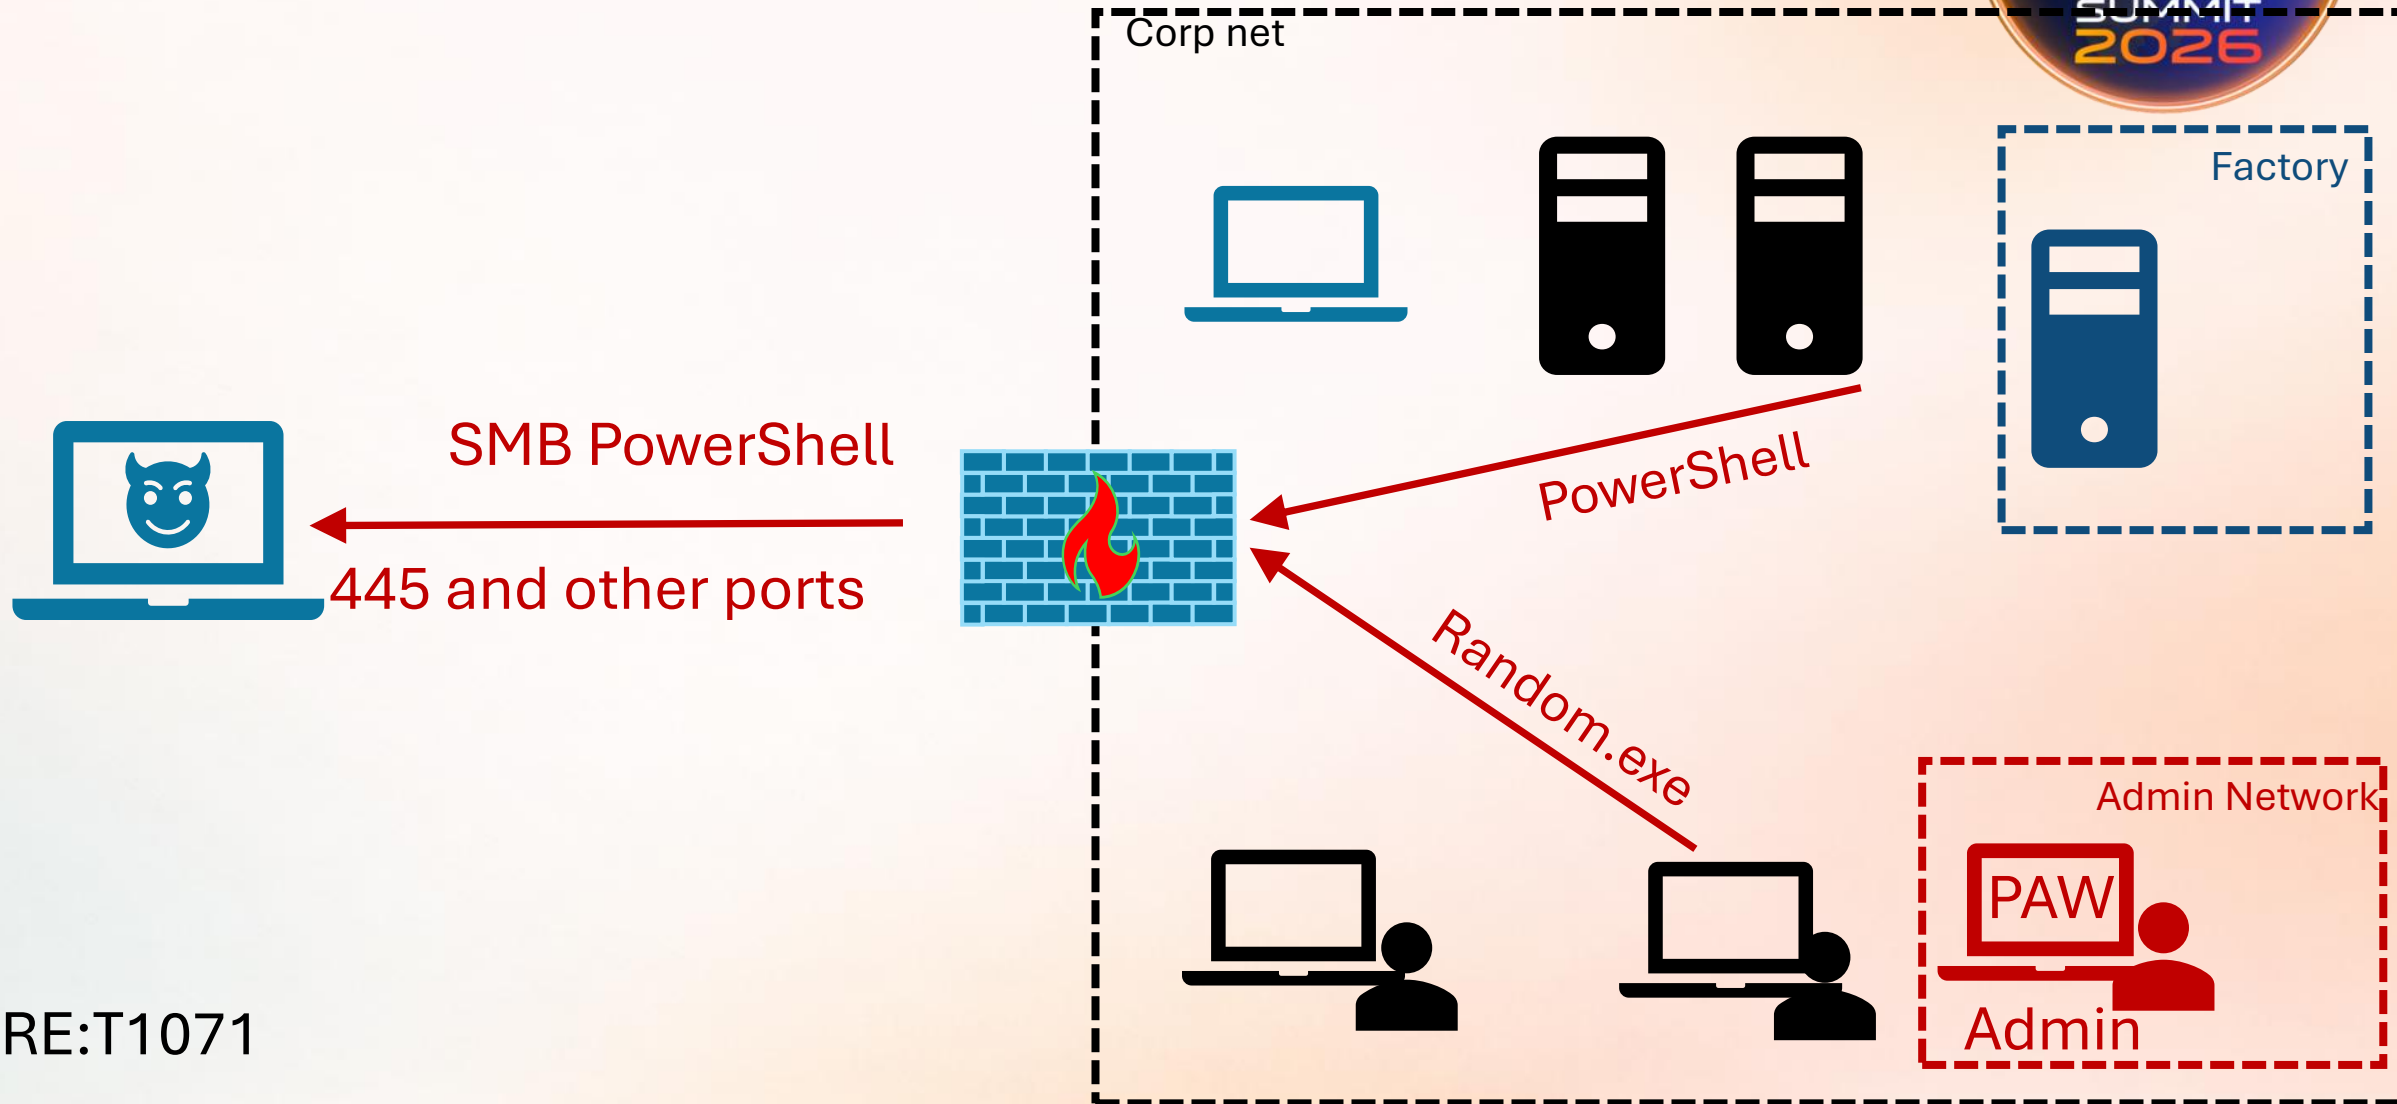 SUMMIT
2026
Corp net
Factory
SMB PowerShell
445 and other ports
PowerShell
Random.exe
Admin Network
PAW
Admin
RE:T1071